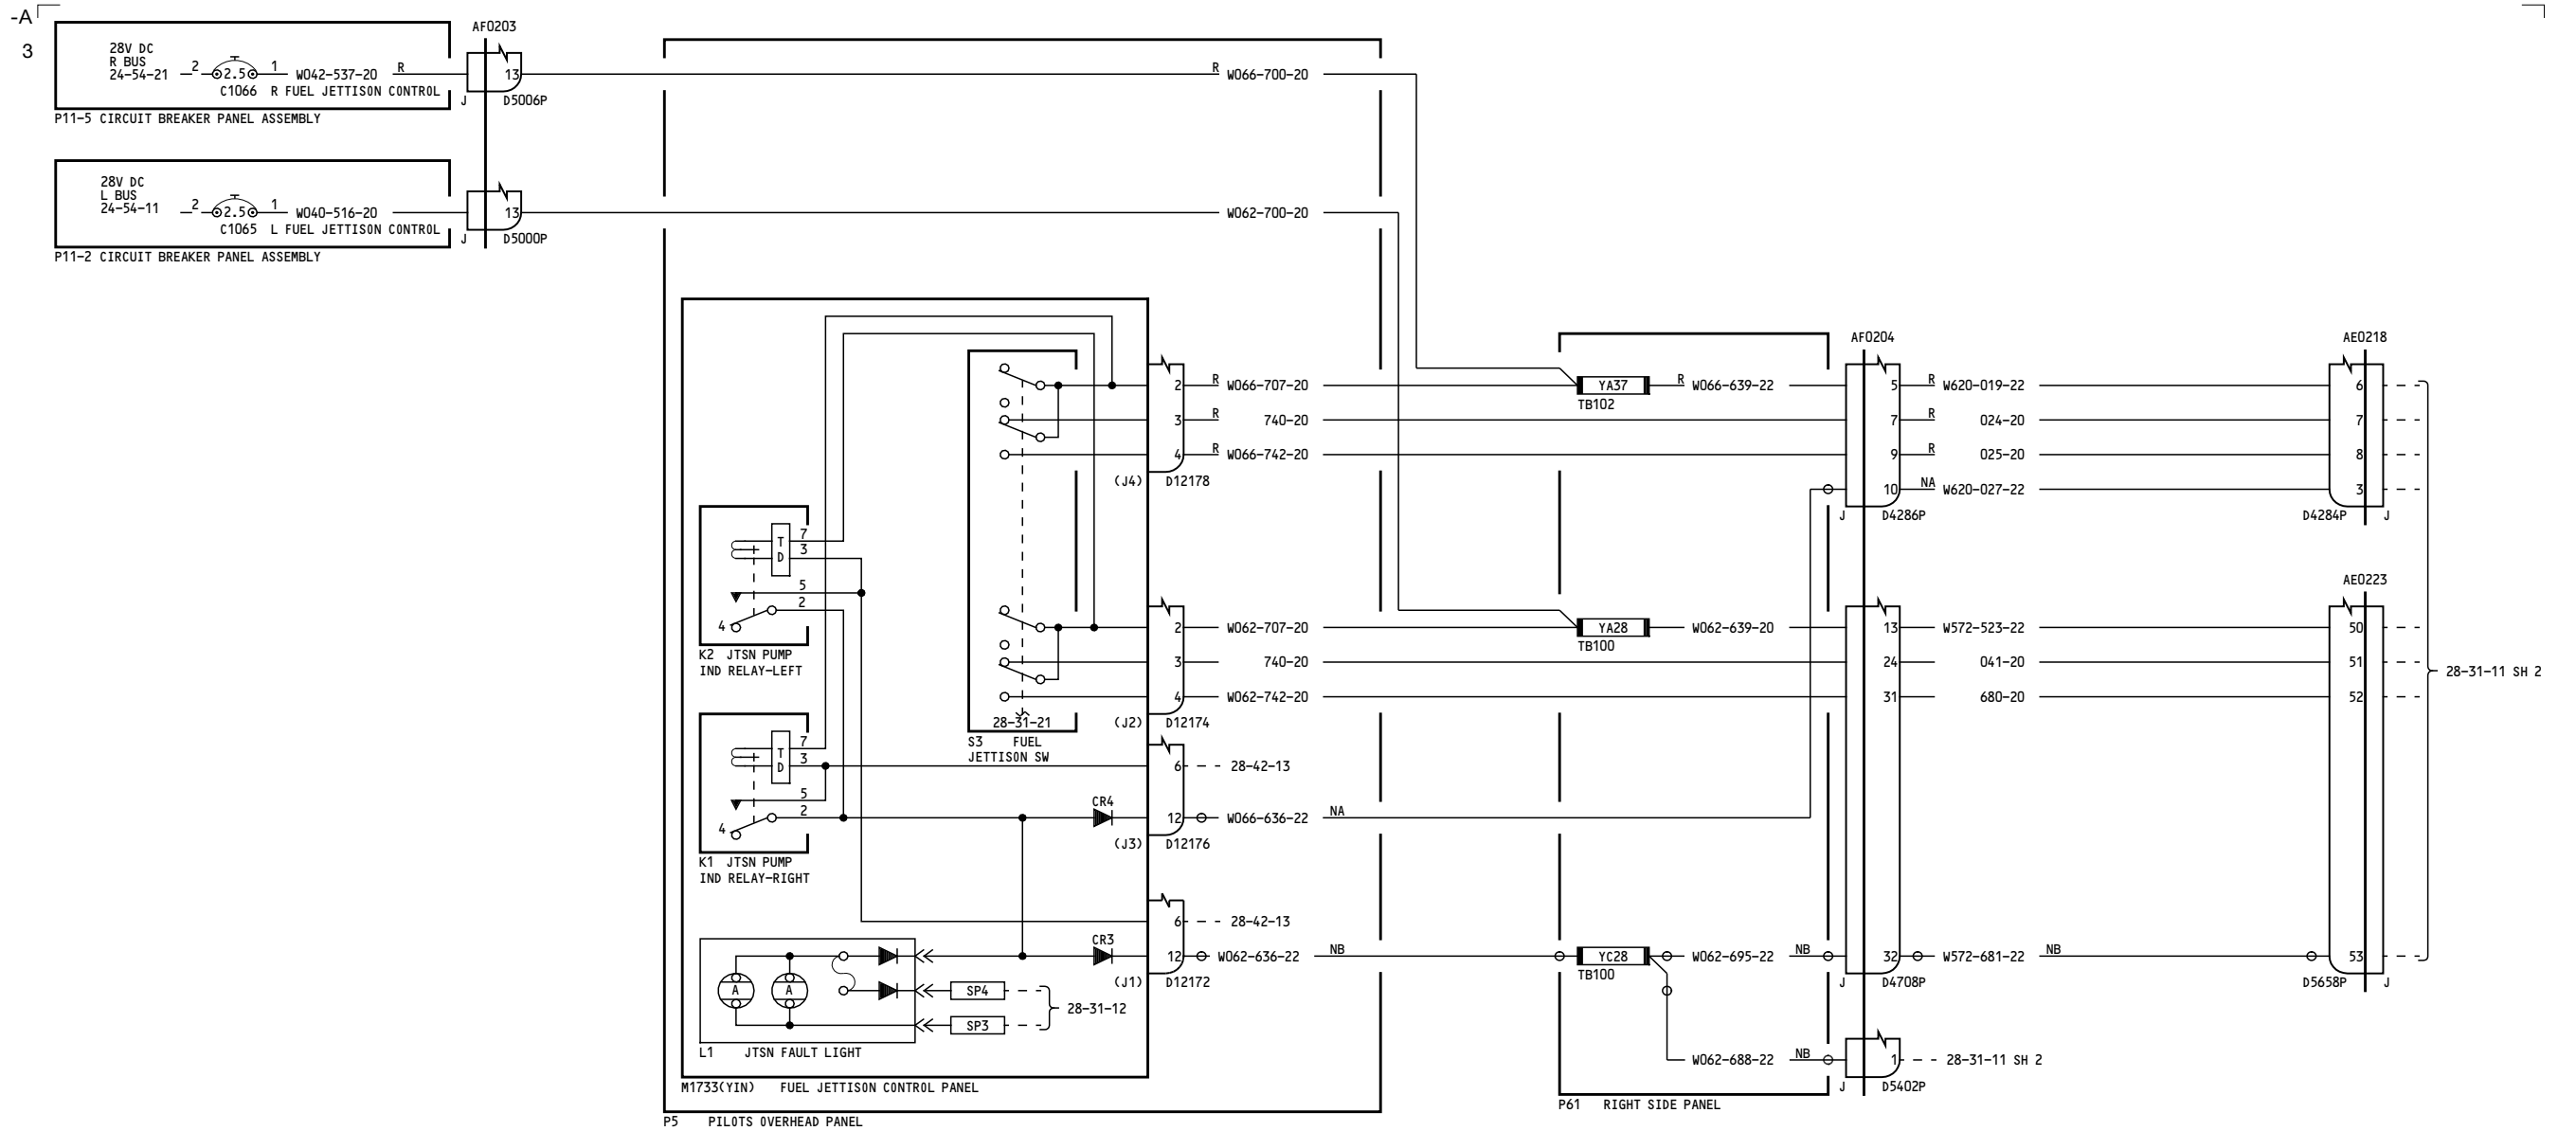 -A
3
28V DC
R BUS
24-54-21
2
2.5
1
W042-537-20
R
C1066 R FUEL JETTISON CONTROL
P11-5 CIRCUIT BREAKER PANEL ASSEMBLY
AF0203
13
J
D5006P
R W066-700-20
28V DC
L BUS
24-54-11
2
2.5
1
W040-516-20
C1065 L FUEL JETTISON CONTROL
P11-2 CIRCUIT BREAKER PANEL ASSEMBLY
13
J
D5000P
W062-700-20
2
R W066-707-20
3
R 740-20
4
R W066-742-20
(J4)
D12178
YA37
TB102
R W066-639-22
AF0204
5
R W620-019-22
7
R 024-20
9
R 025-20
10
NA W620-027-22
J
D4286P
AE0218
6
7
8
3
D4284P
J
T
D
7
3
5
2
4
K2 JTSN PUMP
IND RELAY-LEFT
28-31-21
S3 FUEL
JETTISON SW
2
W062-707-20
3
740-20
4
W062-742-20
(J2)
D12174
YA28
TB100
W062-639-20
13
W572-523-22
24
041-20
31
680-20
AE0223
50
51
52
28-31-11 SH 2
T
D
7
3
5
2
4
K1 JTSN PUMP
IND RELAY-RIGHT
6
28-42-13
CR4
12
W066-636-22
NA
(J3)
D12176
6
28-42-13
CR3
12
W062-636-22
NB
(J1)
D12172
YC28
TB100
W062-695-22
NB
32
W572-681-22
NB
53
J
D4708P
D5658P
J
A
A
SP4
SP3
28-31-12
L1 JTSN FAULT LIGHT
W062-688-22
NB
1
28-31-11 SH 2
J
D5402P
M1733(YIN) FUEL JETTISON CONTROL PANEL
P61 RIGHT SIDE PANEL
P5 PILOTS OVERHEAD PANEL